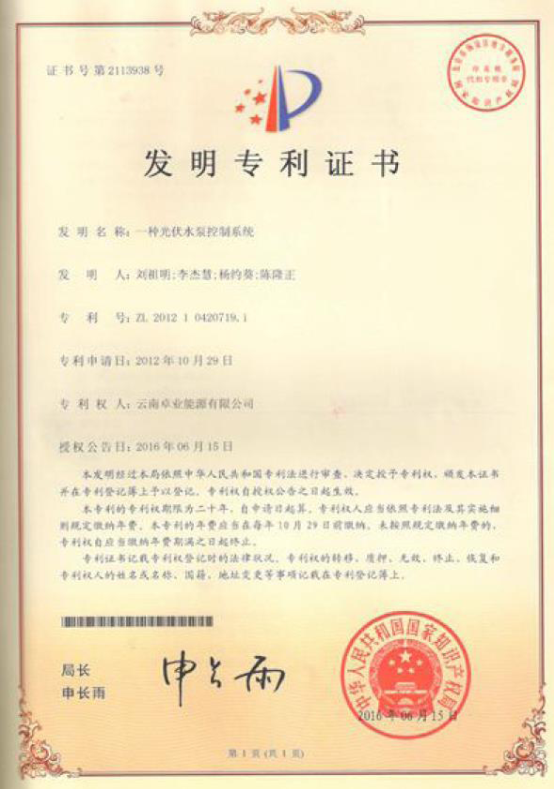 证书号第2113938号
发明专利证书
发明名称:一种光伏水泵控制系统
发明人:刘祖明;李杰慧;杨约葵;陈隆正
专利号:ZL 2012 1 0420719.1
专利申请日:2012年10月29日
专利权人:云南卓业能源有限公司
授权公告日:2016年06月15日
本发明经过本局依照中华人民共和国专利法进行审查,决定授予专利权,颁发本证书
并在专利登记簿上予以登记。专利权自授权公告之日起生效。
本专利的专利权期限为二十年,自申请日起算。专利权人应当依照专利法及其实施细
则规定缴纳年费。本专利的年费应当在每年10月29日前缴纳。未按照规定缴纳年费的,
专利权自应当缴纳年费期满之日起终止。
专利证书记载专利权登记时的法律状况。专利权的转移、质押、无效、终止、恢复和
专利权人的姓名或名称、国籍、地址变更等事项记载在专利登记簿上。
局长
申长雨
申长雨
中华人民共和国国家知识产权局
2016年06月15日
第1页(共1页)